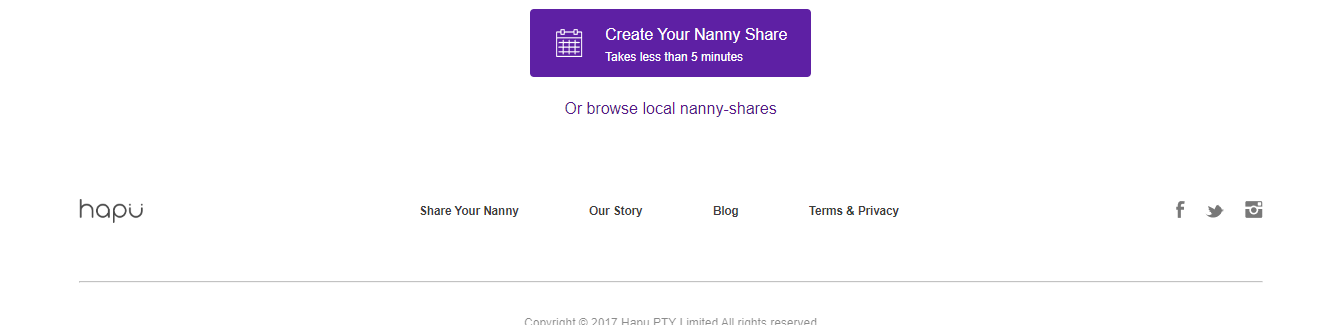 Create Your Nanny Share
Takes less than 5 minutes
Or browse local nanny-shares
hapu
Share Your Nanny Our Story Blog Terms & Privacy
Copyright © 2017 Hapu PTY Limited All rights reserved